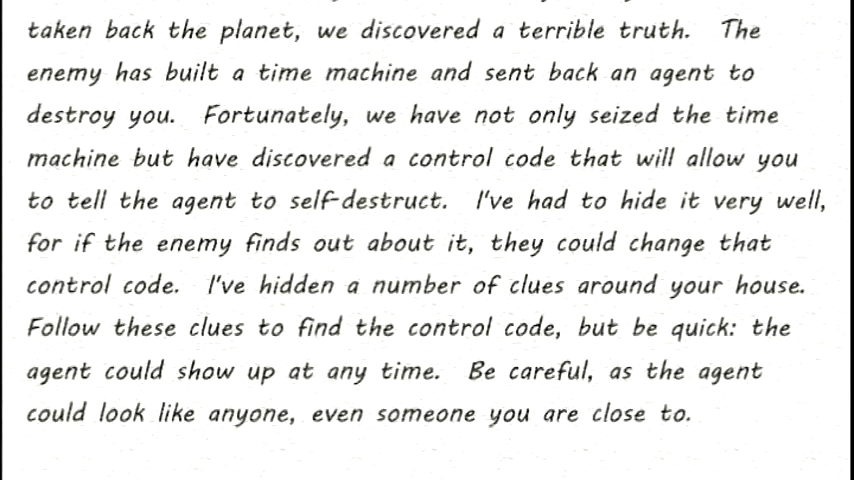 taken back the planet, we discovered a terrible truth.  The
enemy has built a time machine and sent back an agent to
destroy you.  Fortunately, we have not only seized the time
machine but have discovered a control code that will allow you
to tell the agent to self-destruct.  I've had to hide it very well,
for if the enemy finds out about it, they could change that
control code.  I've hidden a number of clues around your house.
Follow these clues to find the control code, but be quick: the
agent could show up at any time.  Be careful, as the agent
could look like anyone, even someone you are close to.